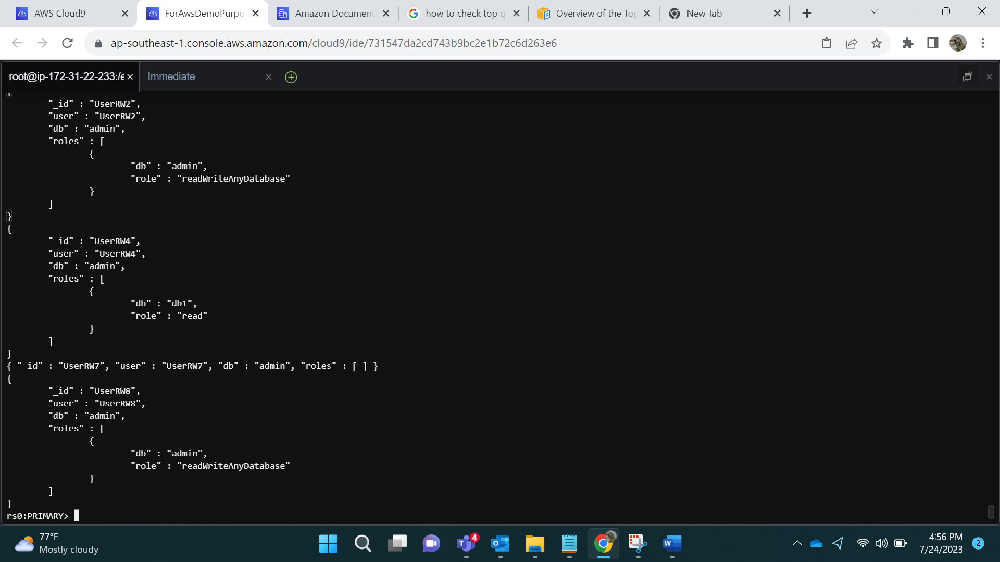 AWS Cloud9
ForAwsDemoPurpo
Amazon Document
how to check top q
Overview of the Top
New Tab
ap-southeast-1.console.aws.amazon.com/cloud9/ide/731547da2cd743b9bc2e1b72c6d263e6
root@ip-172-31-22-233:/e
Immediate
{
"_id" : "UserRW2",
"user" : "UserRW2",
"db" : "admin",
"roles" : [
{
"db" : "admin",
"role" : "readWriteAnyDatabase"
}
]
}
{
"_id" : "UserRW4",
"user" : "UserRW4",
"db" : "admin",
"roles" : [
{
"db" : "db1",
"role" : "read"
}
]
}
{ "_id" : "UserRW7", "user" : "UserRW7", "db" : "admin", "roles" : [ ] }
{
"_id" : "UserRW8",
"user" : "UserRW8",
"db" : "admin",
"roles" : [
{
"db" : "admin",
"role" : "readWriteAnyDatabase"
}
]
}
rs0:PRIMARY>
77°F
Mostly cloudy
4
4:56 PM
7/24/2023
2